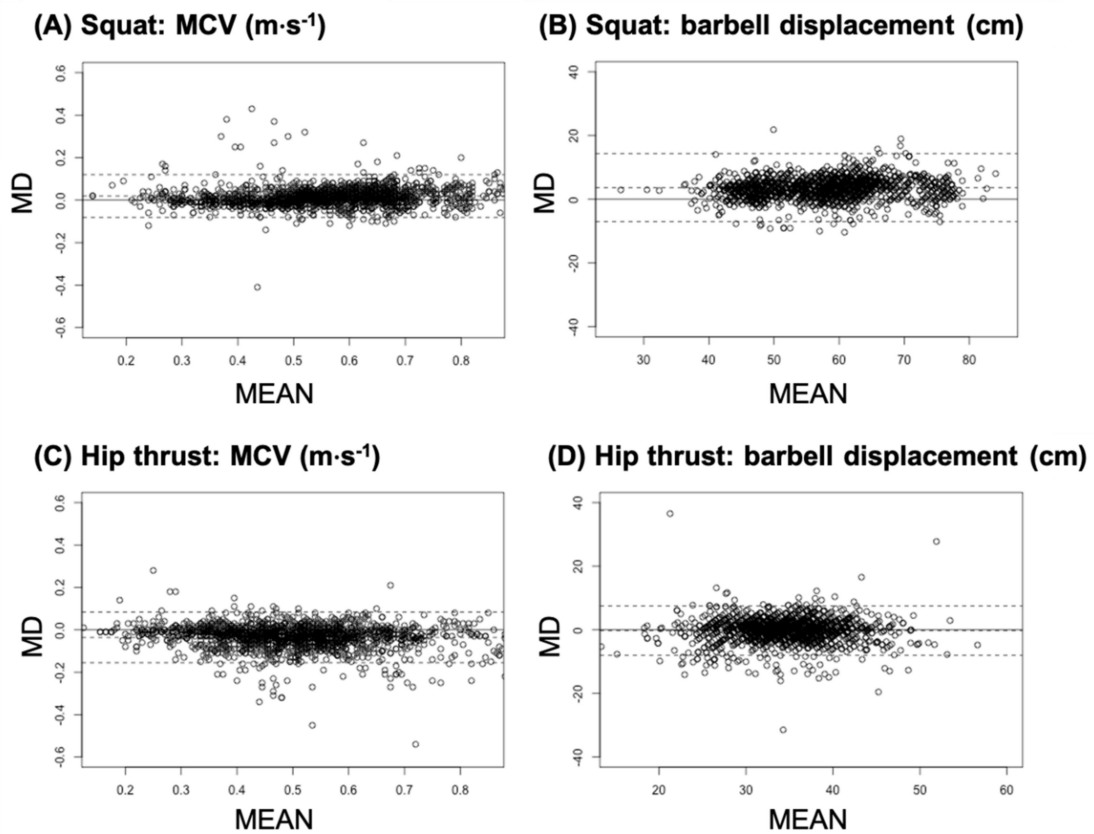 (A) Squat: MCV (m·s-1)
(B) Squat: barbell displacement (cm)
0.6
0.4
0.2
0.0
-0.2
-0.4
-0.6
MD
0.2 0.3 0.4 0.5 0.6 0.7 0.8
MEAN
40
20
0
-20
-40
MD
30 40 50 60 70 80
MEAN
(C) Hip thrust: MCV (m·s-1)
(D) Hip thrust: barbell displacement (cm)
0.6
0.4
0.2
0.0
-0.2
-0.4
-0.6
MD
0.2 0.3 0.4 0.5 0.6 0.7 0.8
MEAN
40
20
0
-20
-40
MD
20 30 40 50 60
MEAN